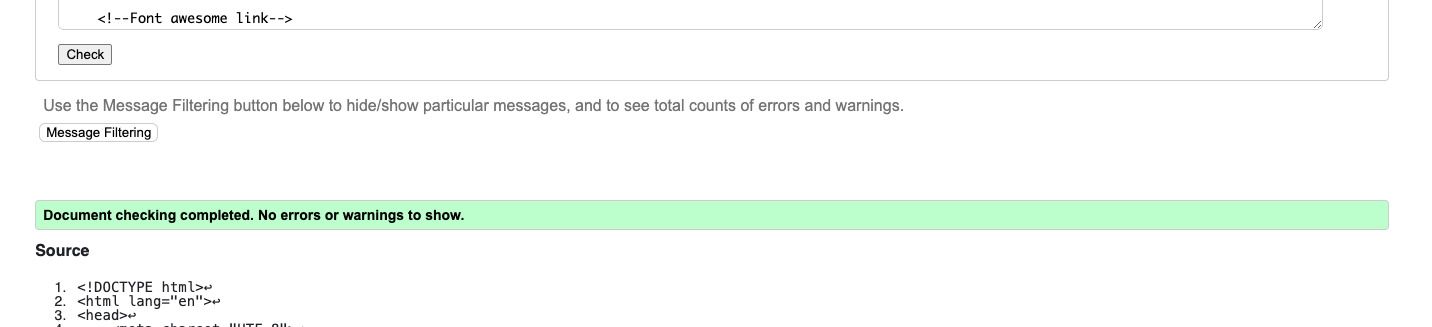 <!--Font awesome link-->
Check
Use the Message Filtering button below to hide/show particular messages, and to see total counts of errors and warnings.
Message Filtering
Document checking completed. No errors or warnings to show.
Source
1. <!DOCTYPE html>↩
2. <html lang="en">↩
3. <head>↩